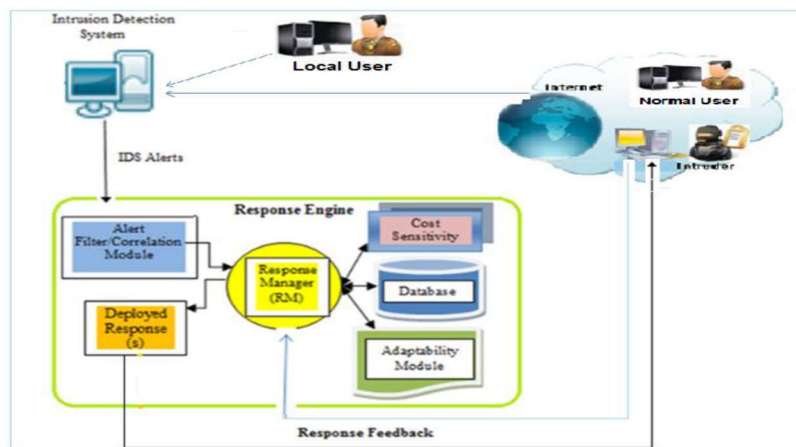 Intrusion Detection
System
Local User
Internet
Normal User
Intruder
IDS Alerts
Response Engine
Alert
Filter/Correlation
Module
Cost
Sensitivity
Response
Manager
(RM)
Database
Deployed
Response
(s)
Adaptability
Module
Response Feedback